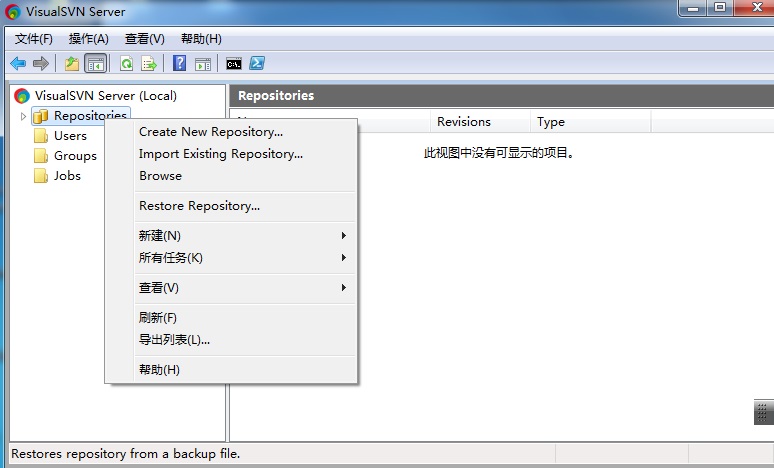 VisualSVN Server
文件(F) 操作(A) 查看(V) 帮助(H)
C:\.
VisualSVN Server (Local)
Repositories
Users
Groups
Jobs
Repositories
Revisions Type
此视图中没有可显示的项目。
Create New Repository...
Import Existing Repository...
Browse
Restore Repository...
新建(N)
所有任务(K)
查看(V)
刷新(F)
导出列表(L)...
帮助(H)
Restores repository from a backup file.